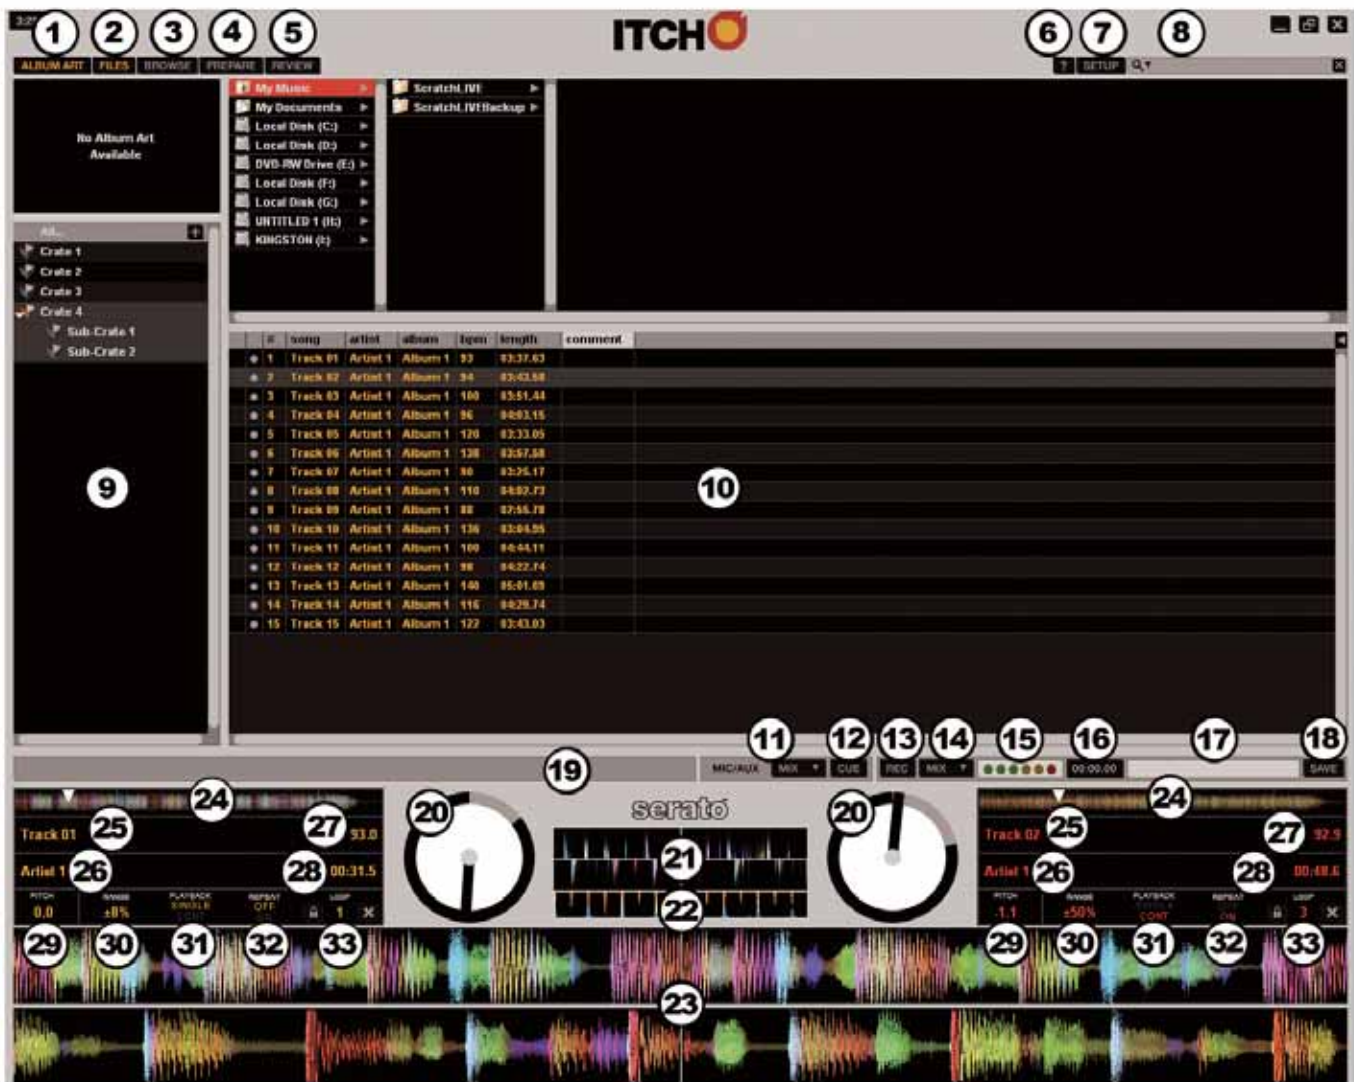 3:2
1 2 3 4 5 ITCH 6 7 8
ALBUM ART FILES BROWSE PREPARE REVIEW ? SETUP
No Album Art
Available
My Music ScratchLIVE
My Documents ScratchLIVEBackup
Local Disk (C:)
Local Disk (D:)
DVD-RW Drive (E:)
Local Disk (F:)
Local Disk (G:)
UNTITLED 1 (H:)
KINGSTON (I:)
All...
Crate 1
Crate 2
Crate 3
Crate 4
Sub-Crate 1
Sub-Crate 2
9
# song artist album bpm length comment
1 Track 01 Artist 1 Album 1 93 03:37.63
2 Track 02 Artist 1 Album 1 94 03:43.58
3 Track 03 Artist 1 Album 1 100 03:51.44
4 Track 04 Artist 1 Album 1 96 04:03.15
5 Track 05 Artist 1 Album 1 120 03:33.05
6 Track 06 Artist 1 Album 1 138 03:57.58
7 Track 07 Artist 1 Album 1 90 03:25.17
8 Track 08 Artist 1 Album 1 110 04:02.73
9 Track 09 Artist 1 Album 1 88
10 Track 10 Artist 1 Album 1 136 03:04.95
11 Track 11 Artist 1 Album 1 100 04:44.11
12 Track 12 Artist 1 Album 1 98 04:22.74
13 Track 13 Artist 1 Album 1 140 05:01.69
14 Track 14 Artist 1 Album 1 116 04:29.74
15 Track 15 Artist 1 Album 1 122 03:43.03
10
11 12 13 14 15 16 17 18
19 MIC/AUX MIX CUE REC MIX 00:00.00 SAVE
24 20 serato 20 24
Track 01 25 27 93.0 21 Track 02 25 27 92.9
Artist 1 26 28 00:31.5 22 Artist 1 26 28 00:48.6
PITCH RANGE PLAYBACK REPEAT LOOP PITCH RANGE PLAYBACK REPEAT LOOP
0.0 ±8% SINGLE OFF 1 -1.1 ±50% CONT ON 3
29 30 31 32 33 29 30 31 32 33
23